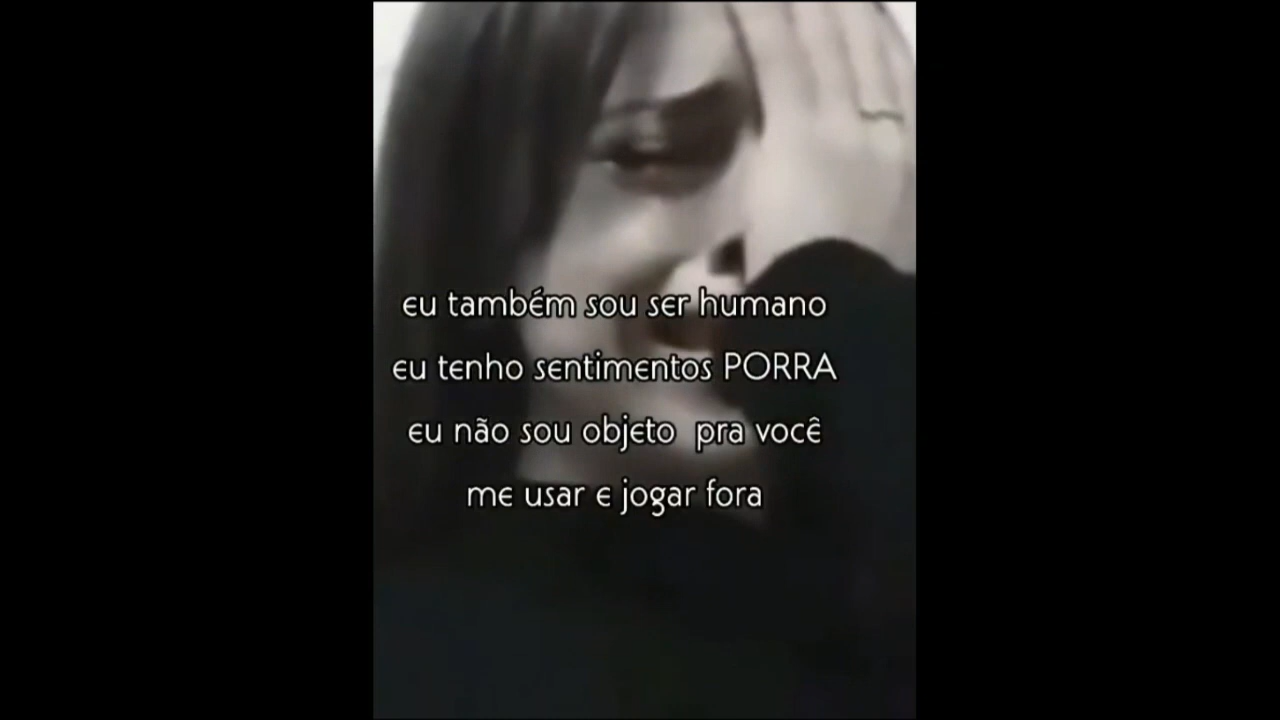 eu também sou ser humano
eu tenho sentimentos PORRA
eu não sou objeto pra você
me usar e jogar fora